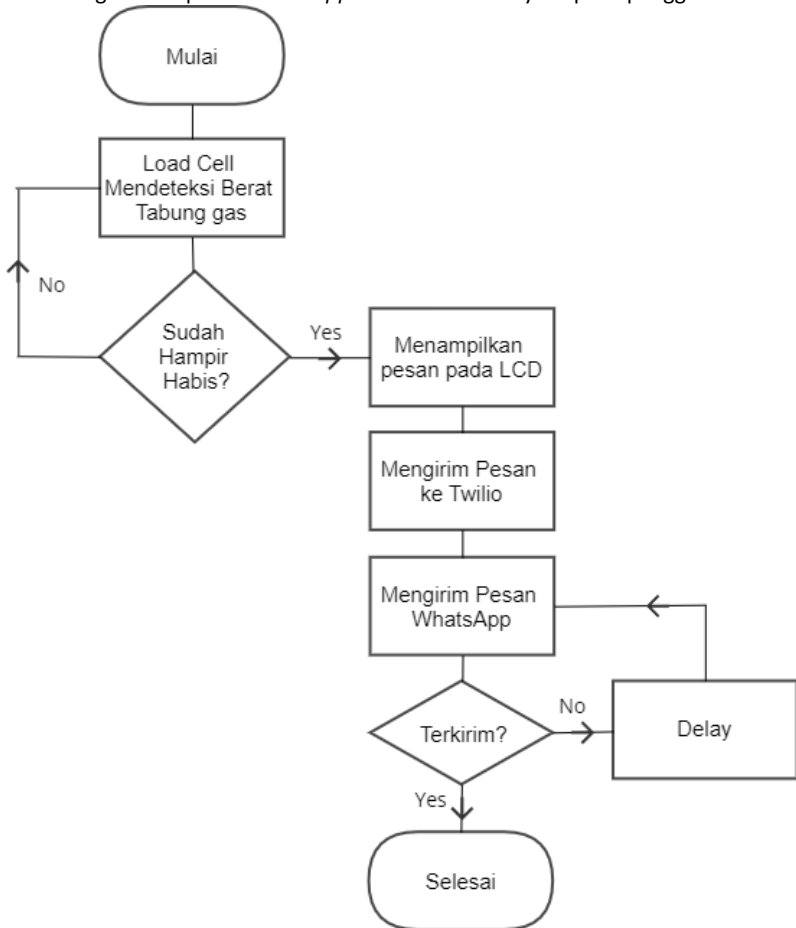 Mulai
Load Cell
Mendeteksi Berat
Tabung gas
No
Sudah
Hampir
Habis?
Yes
Menampilkan
pesan pada LCD
Mengirim Pesan
ke Twilio
Mengirim Pesan
WhatsApp
Terkirim?
No
Delay
Yes
Selesai